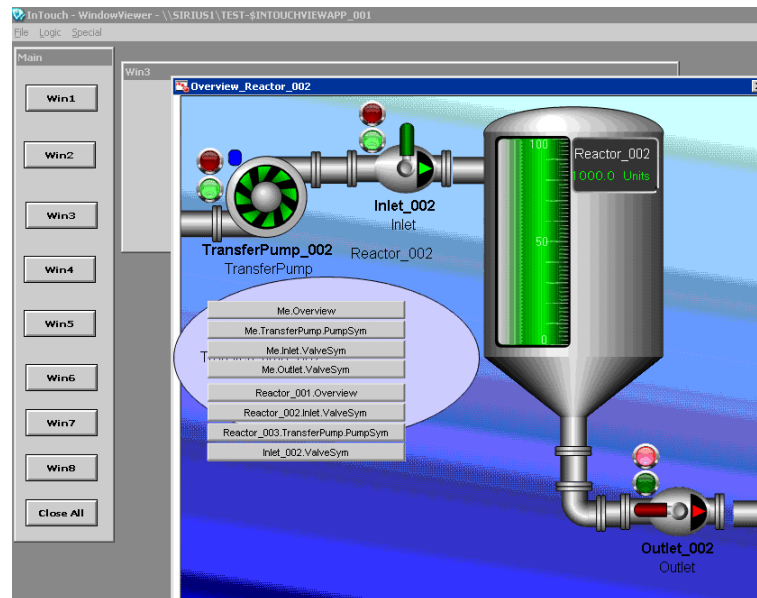 InTouch - WindowViewer - \\SIRIUS1\TEST-$INTOUCHVIEWAPP_001
File Logic Special
Main
Win1
Win2
Win3
Win4
Win5
Win6
Win7
Win8
Close All
Win3
Overview_Reactor_002
100
50
0
Reactor_002
1000.0 Units
Inlet_002
Inlet
TransferPump_002
TransferPump
Reactor_002
Me.Overview
Me.TransferPump.PumpSym
Me.Inlet.ValveSym
Me.Outlet.ValveSym
Reactor_001.Overview
Reactor_002.Inlet.ValveSym
Reactor_003.TransferPump.PumpSym
Inlet_002.ValveSym
Outlet_002
Outlet